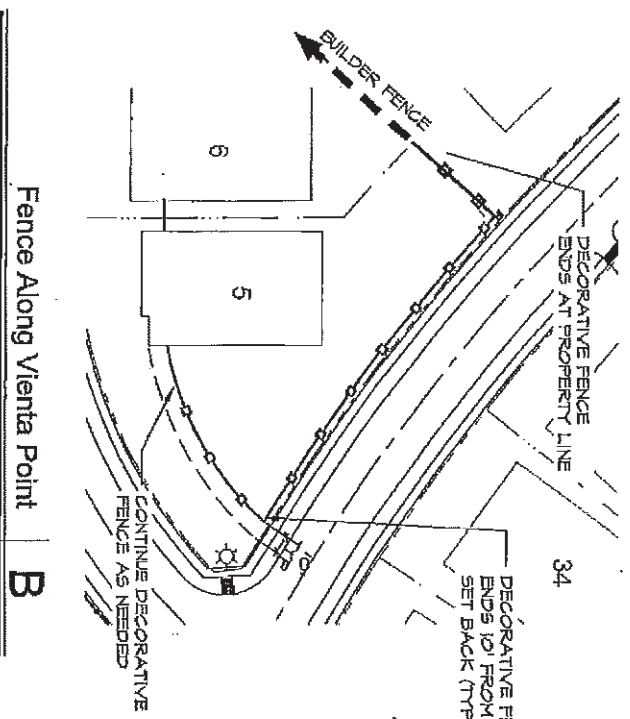 BUILDER FENCE
DECORATIVE FENCE
ENDS AT PROPERTY LINE
6
5
34
DECORATIVE
ENDS 10' FROM
SET BACK
CONTINUE DECORATIVE
FENCE AS NEEDED
Fence Along Vienta Point
B